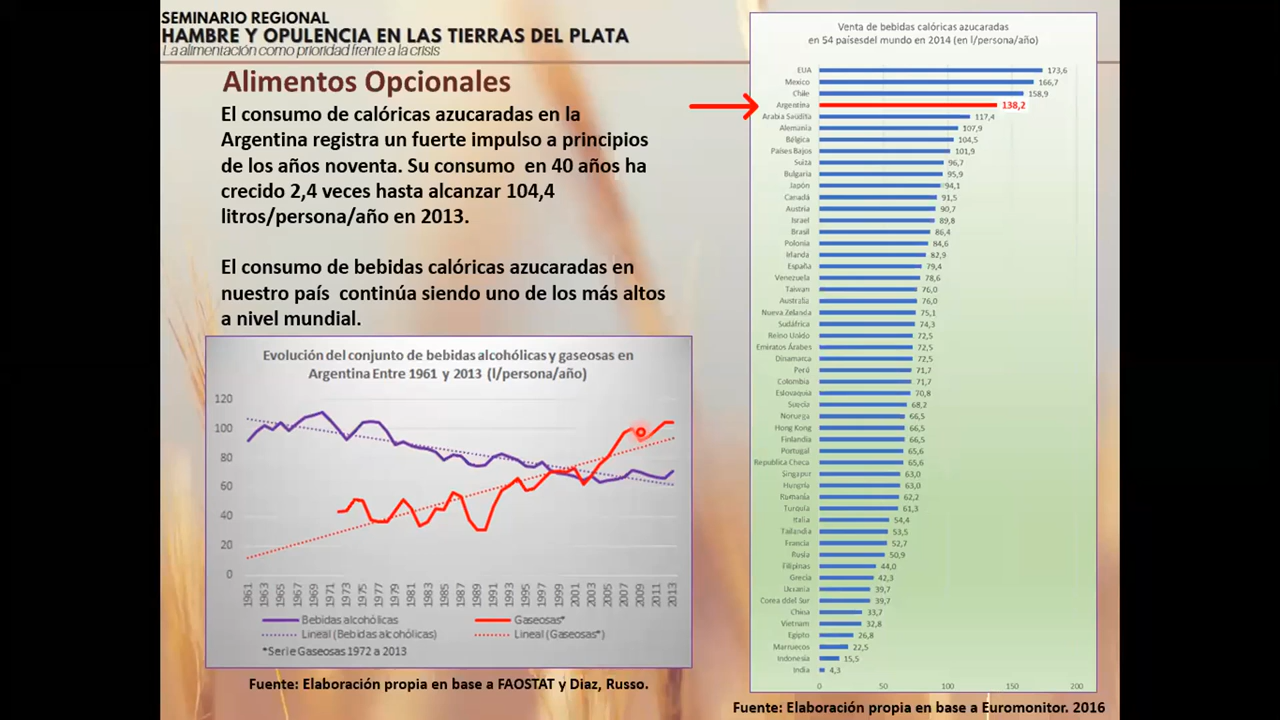 SEMINARIO REGIONAL
HAMBRE Y OPULENCIA EN LAS TIERRAS DEL PLATA
La alimentación como prioridad frente a la crisis
Alimentos Opcionales
El consumo de calóricas azucaradas en la
Argentina registra un fuerte impulso a principios
de los años noventa. Su consumo en 40 años ha
crecido 2,4 veces hasta alcanzar 104,4
litros/persona/año en 2013.
El consumo de bebidas calóricas azucaradas en
nuestro país continúa siendo uno de los más altos
a nivel mundial.
Evolución del conjunto de bebidas alcohólicas y gaseosas en
Argentina Entre 1961 y 2013 (l/persona/año)
120
100
80
60
40
20
0
1961 1963 1965 1967 1969 1971 1973 1975 1977 1979 1981 1983 1985 1987 1989 1991 1993 1995 1997 1999 2001 2003 2005 2007 2009 2011 2013
Bebidas alcohólicas Gaseosas*
Lineal (Bebidas alcohólicas) Lineal (Gaseosas*)
*Serie Gaseosas 1972 a 2013
Fuente: Elaboración propia en base a FAOSTAT y Diaz, Russo.
Venta de bebidas calóricas azucaradas
en 54 paísesdel mundo en 2014 (en l/persona/año)
EUA 173,6
Mexico 166,7
Chile 158,9
Argentina 138,2
Arabia Saudita 117,4
Alemania 107,9
Bélgica 104,5
Países Bajos 101,9
Suiza 96,7
Bulgaria 95,9
Japón 94,1
Canadá 91,5
Austria 90,7
Israel 89,8
Brasil 86,4
Polonia 84,6
Irlanda 82,9
España 79,4
Venezuela 78,6
Taiwan 76,0
Australia 76,0
Nueva Zelanda 75,1
Sudáfrica 74,3
Reino Unido 72,5
Emiratos Árabes 72,5
Dinamarca 72,5
Perú 71,7
Colombia 71,7
Eslovaquia 70,8
Suecia 68,2
Noruega 66,5
Hong Kong 66,5
Finlandia 66,5
Portugal 65,6
Republica Checa 65,6
Singapur 63,0
Hungría 63,0
Rumanía 62,2
Turquía 61,3
Italia 54,4
Tailandia 53,5
Francia 52,7
Rusia 50,9
Filipinas 44,0
Grecia 42,3
Ucrania 39,7
Corea ddel Sur 39,7
China 33,7
Vietnam 32,8
Egipto 26,8
Marruecos 22,5
Indonesia 15,5
India 4,3
0 50 100 150 200
Fuente: Elaboración propia en base a Euromonitor. 2016